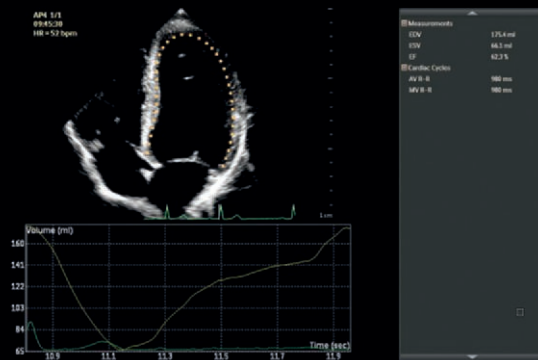 AP4 1/1
09:45:30
HR = 52 bpm
Measurements
EDV 175.4 ml
ESV 66.1 ml
EF 62.3 %
Cardiac Cycles
AV R-R 980 ms
MV R-R 980 ms
1 cm
Volume (ml)
160
141
122
103
84
65
Time (sec)
10.9 11.1 11.3 11.5 11.7 11.9